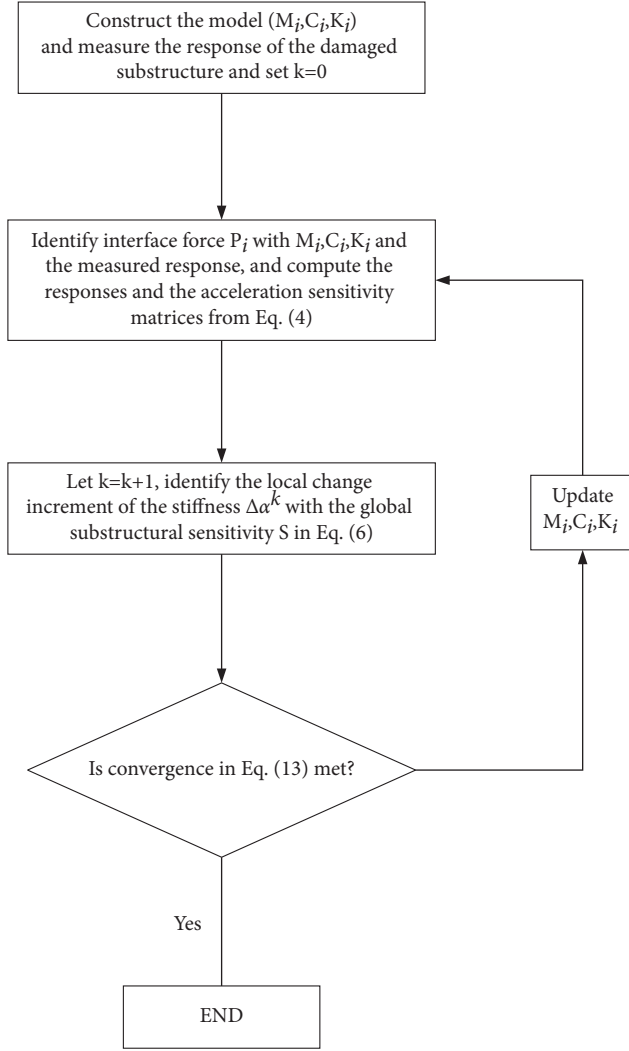 Construct the model (Mi,Ci,Ki)
and measure the response of the damaged
substructure and set k=0
Identify interface force Pi with Mi,Ci,Ki and
the measured response, and compute the
responses and the acceleration sensitivity
matrices from Eq. (4)
Let k=k+1, identify the local change
increment of the stiffness Δα^k with the global
substructural sensitivity S in Eq. (6)
Update
Mi,Ci,Ki
Is convergence in Eq. (13) met?
Yes
END